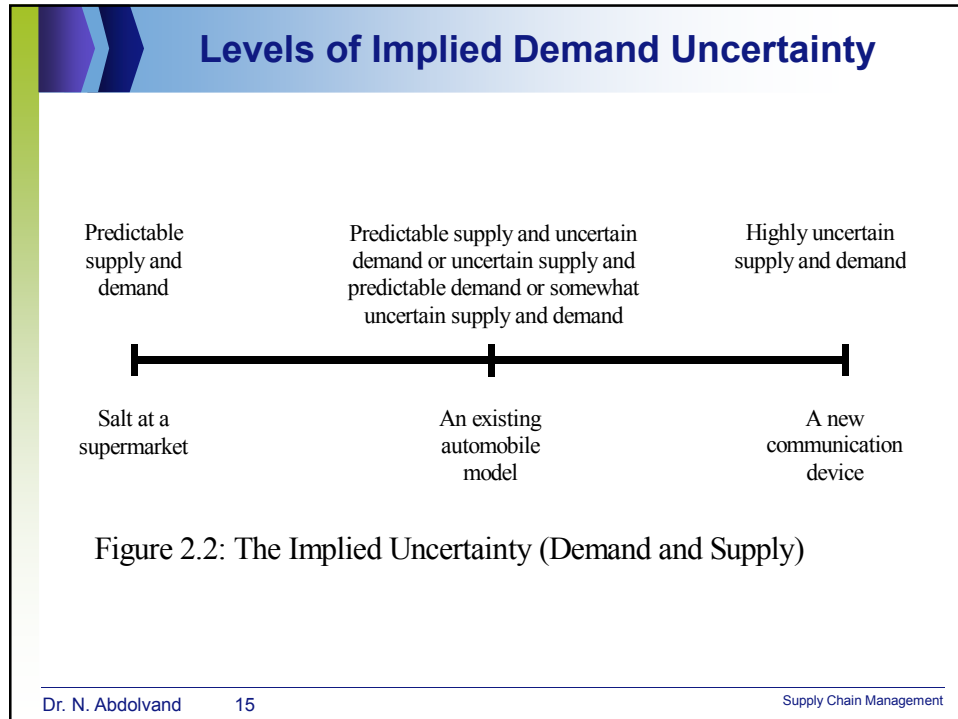 Levels of Implied Demand Uncertainty
Predictable
supply and
demand
Predictable supply and uncertain
demand or uncertain supply and
predictable demand or somewhat
uncertain supply and demand
Highly uncertain
supply and demand
Salt at a
supermarket
An existing
automobile
model
A new
communication
device
Figure 2.2: The Implied Uncertainty (Demand and Supply)
Dr. N. Abdolvand 15 Supply Chain Management